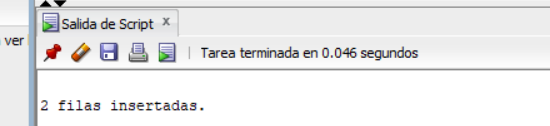 Salida de Script x
a ver
Tarea terminada en 0.046 segundos
2 filas insertadas.